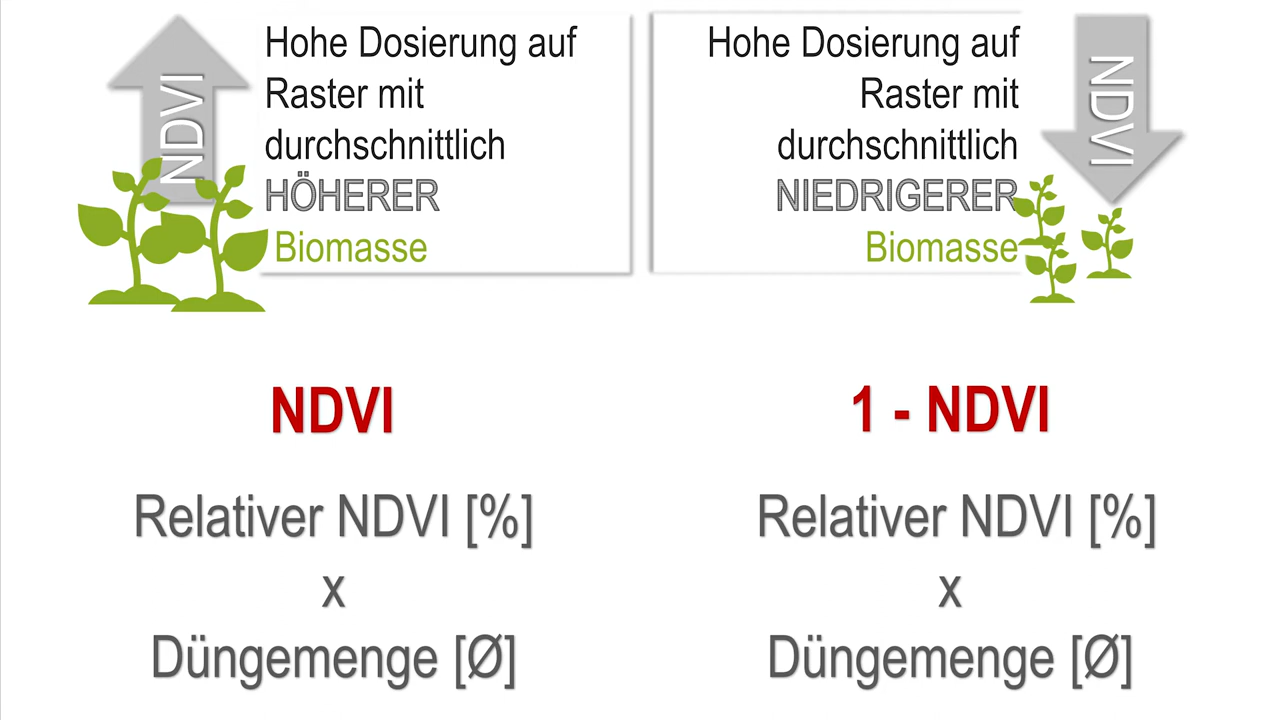 NDVI
Hohe Dosierung auf
Raster mit
durchschnittlich
HÖHERER
Biomasse
Hohe Dosierung auf
Raster mit
durchschnittlich
NIEDRIGERER
Biomasse
NDVI
NDVI
Relativer NDVI [%]
x
Düngemenge [Ø]
1 - NDVI
Relativer NDVI [%]
x
Düngemenge [Ø]